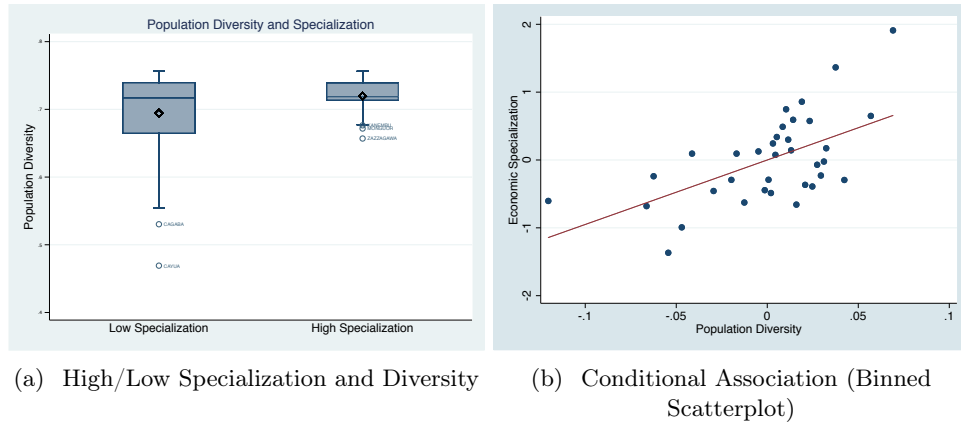 Population Diversity and Specialization
Population Diversity
.8
.7
.6
.5
.4
MONGUOR
ZAZZAGAWA
CAGABA
CAYUA
Low Specialization
High Specialization
Economic Specialization
2
1
0
-1
-2
-.1
-.05
0
.05
.1
Population Diversity
(a) High/Low Specialization and Diversity
(b) Conditional Association (Binned
Scatterplot)